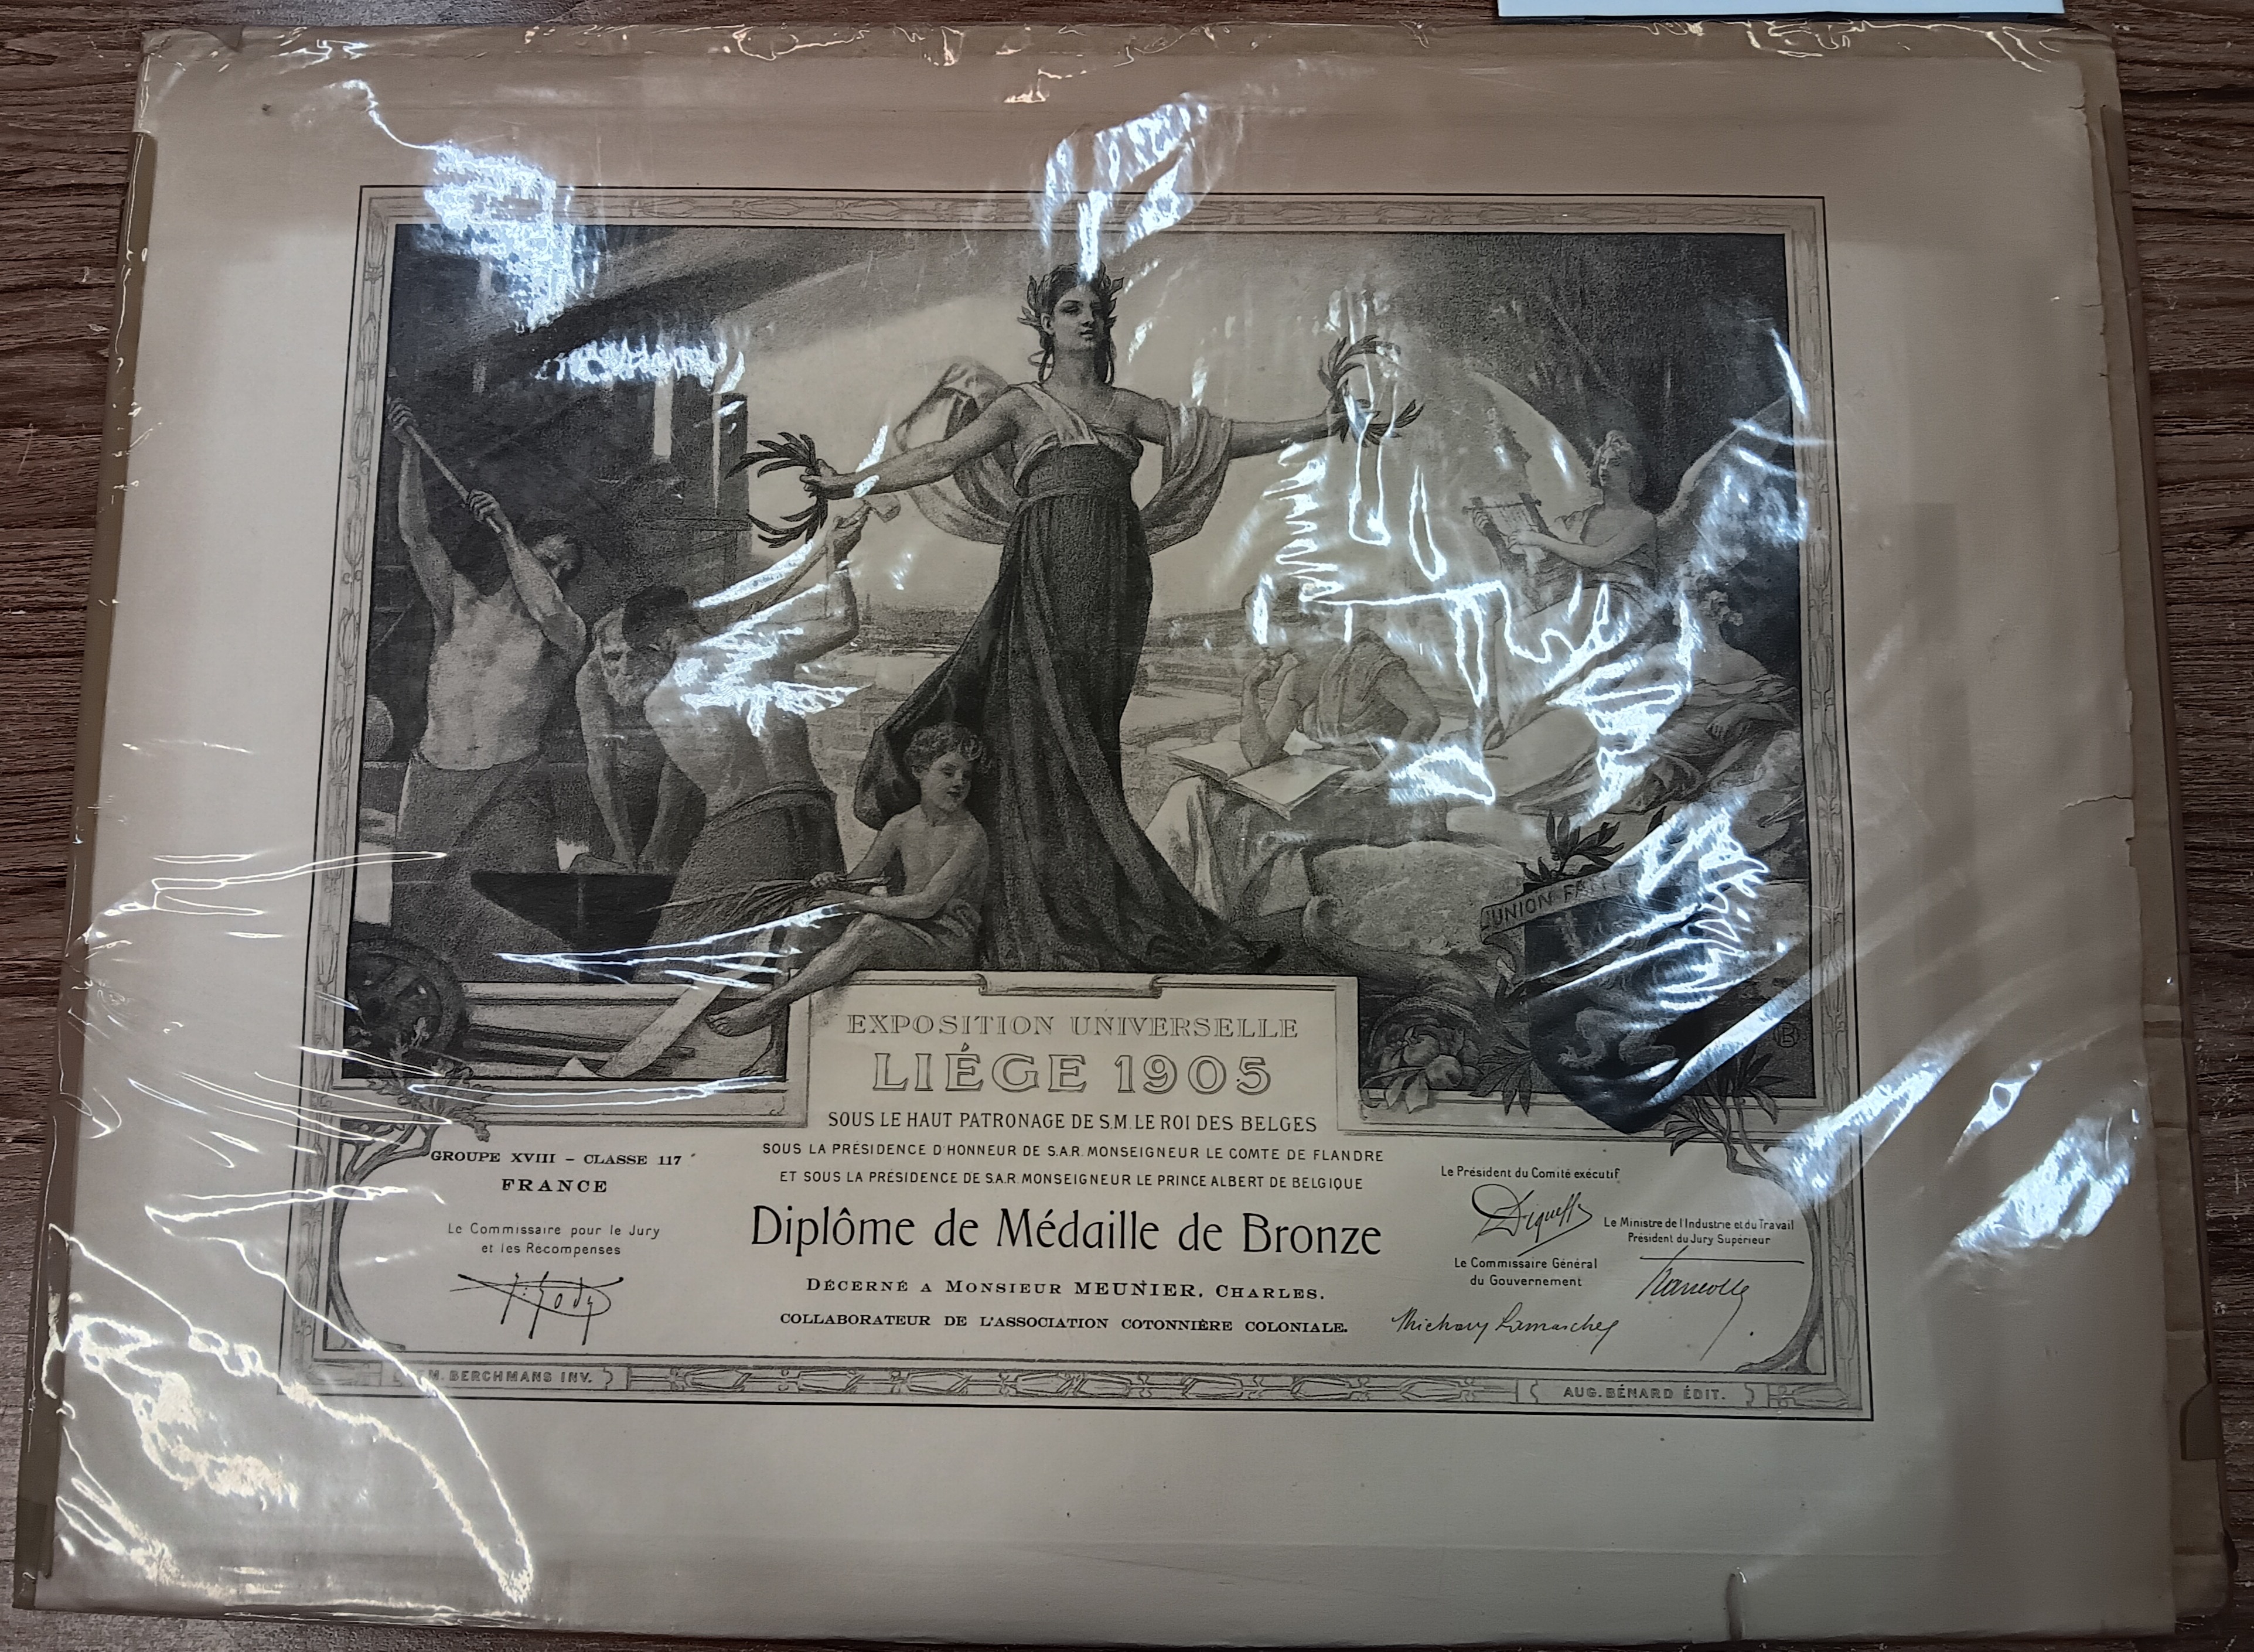 UNION FAIT
EXPOSITION UNIVERSELLE
LIÉGE 1905
SOUS LE HAUT PATRONAGE DE S.M. LE ROI DES BELGES
SOUS LA PRÉSIDENCE D'HONNEUR DE S.A.R. MONSEIGNEUR LE COMTE DE FLANDRE
ET SOUS LA PRÉSIDENCE DE S.A.R. MONSEIGNEUR LE PRINCE ALBERT DE BELGIQUE
Diplôme de Médaille de Bronze
DÉCERNÉ A MONSIEUR MEUNIER, CHARLES,
COLLABORATEUR DE L'ASSOCIATION COTONNIÈRE COLONIALE.
GROUPE XVIII – CLASSE 117
FRANCE
Le Commissaire pour le Jury
et les Recompenses
Le Président du Comité exécutif
Le Ministre de l'Industrie et du Travail
Président du Jury Supérieur
Le Commissaire Général
du Gouvernement
Lamarche
M. BERCHMANS INV.
AUG. BÉNARD ÉDIT.
B